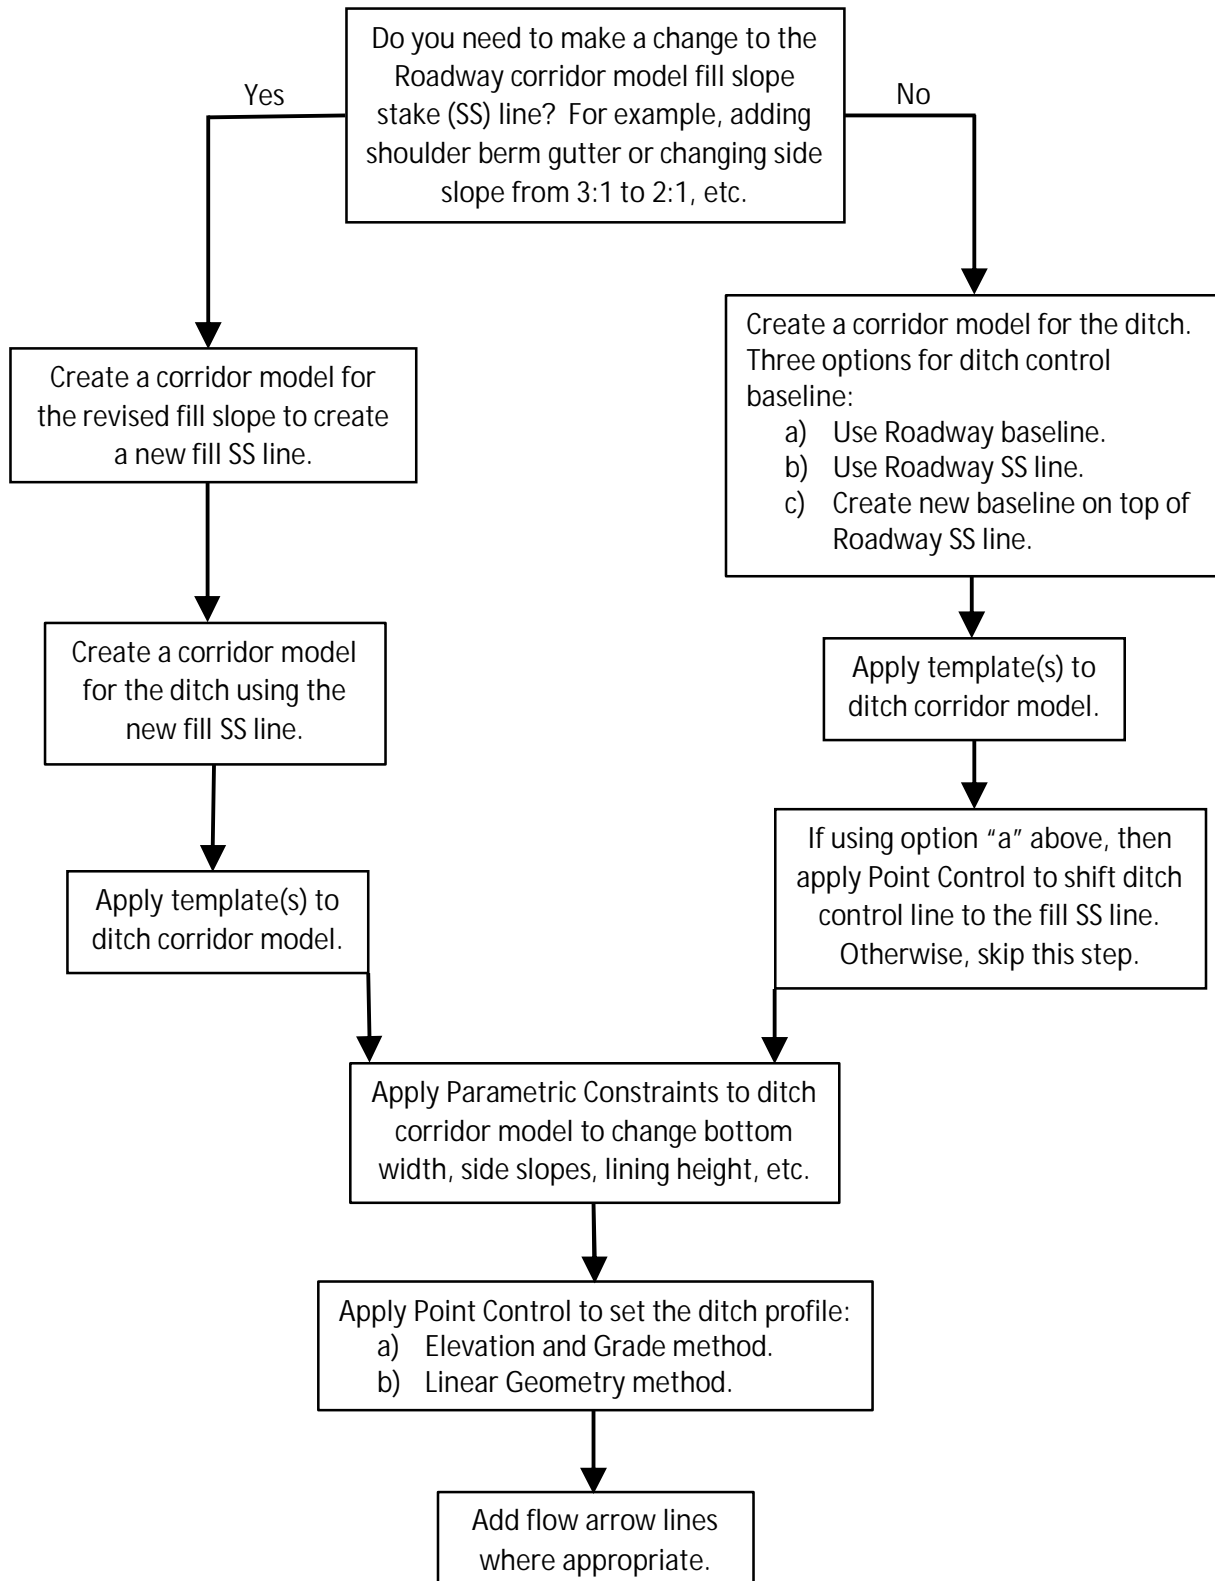 Do you need to make a change to the
Roadway corridor model fill slope
stake (SS) line?  For example, adding
shoulder berm gutter or changing side
slope from 3:1 to 2:1, etc.
Yes
No
Create a corridor model for
the revised fill slope to create
a new fill SS line.
Create a corridor model for the ditch.
Three options for ditch control
baseline:
a) Use Roadway baseline.
b) Use Roadway SS line.
c) Create new baseline on top of
Roadway SS line.
Create a corridor model
for the ditch using the
new fill SS line.
Apply template(s) to
ditch corridor model.
Apply template(s) to
ditch corridor model.
If using option “a” above, then
apply Point Control to shift ditch
control line to the fill SS line.
Otherwise, skip this step.
Apply Parametric Constraints to ditch
corridor model to change bottom
width, side slopes, lining height, etc.
Apply Point Control to set the ditch profile:
a) Elevation and Grade method.
b) Linear Geometry method.
Add flow arrow lines
where appropriate.